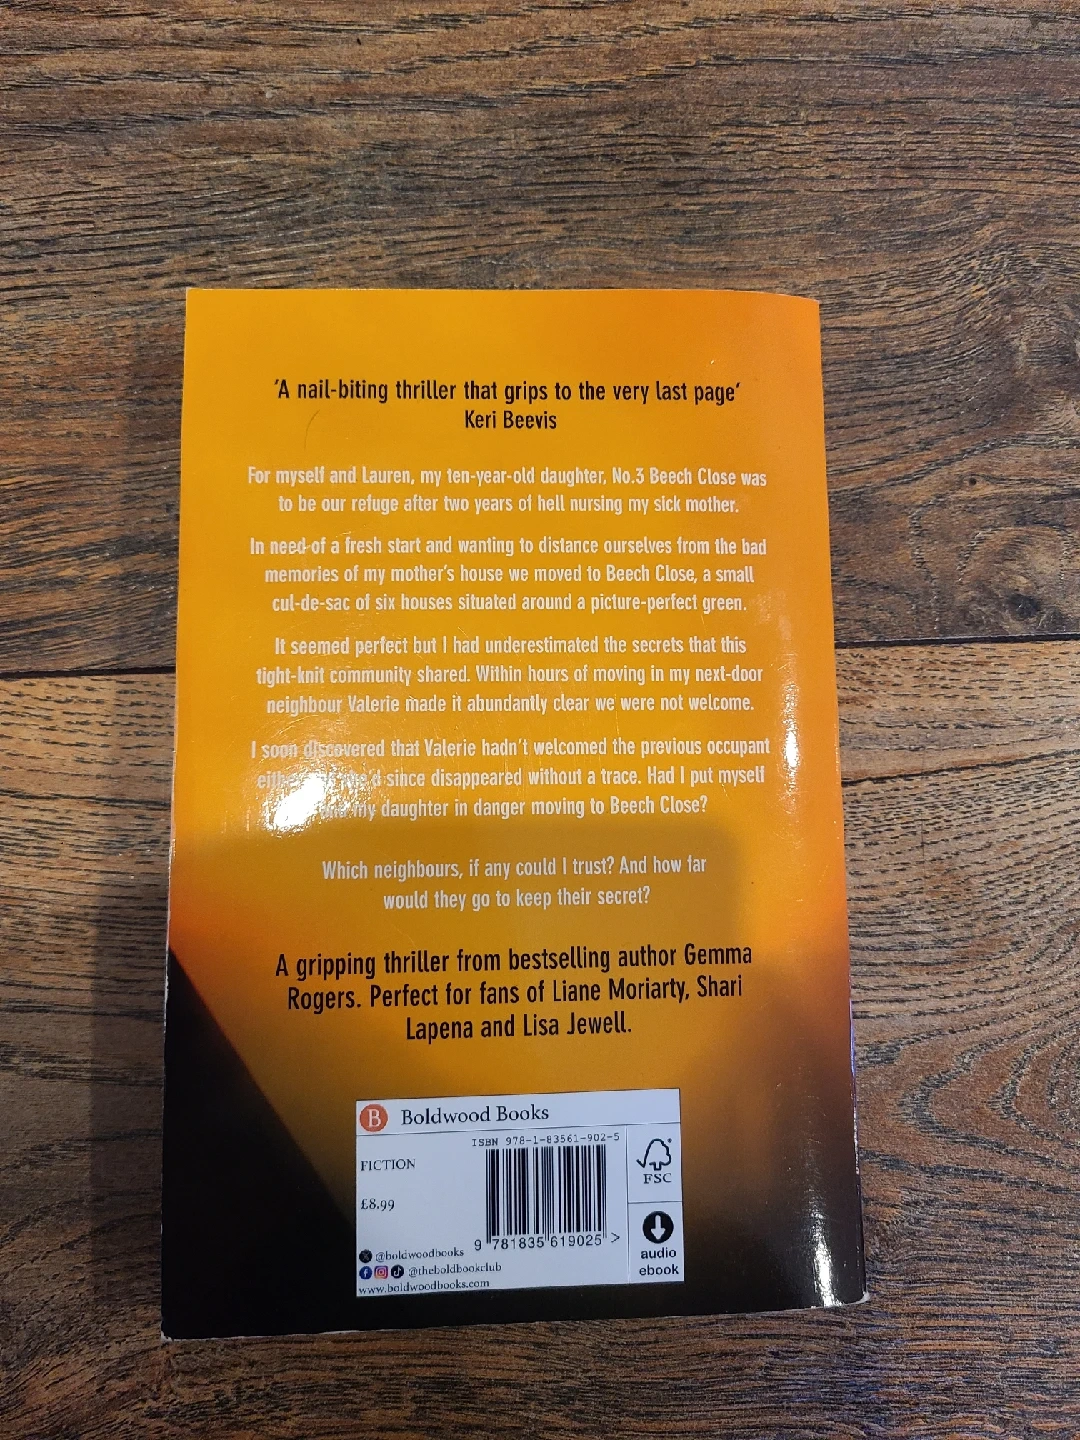 'A nail-biting thriller that grips to the very last page'
Keri Beevis
For myself and Lauren, my ten-year-old daughter, No.3 Beech Close was
to be our refuge after two years of hell nursing my sick mother.
In need of a fresh start and wanting to distance ourselves from the bad
memories of my mother's house we moved to Beech Close, a small
cul-de-sac of six houses situated around a picture-perfect green.
It seemed perfect but I had underestimated the secrets that this
tight-knit community shared. Within hours of moving in my next-door
neighbour Valerie made it abundantly clear we were not welcome.
I soon discovered that Valerie hadn't welcomed the previous occupant
since disappeared without a trace. Had I put myself
my daughter in danger moving to Beech Close?
Which neighbours, if any could I trust? And how far
would they go to keep their secret?
A gripping thriller from bestselling author Gemma
Rogers. Perfect for fans of Liane Moriarty, Shari
Lapena and Lisa Jewell.
B Boldwood Books
ISBN 978-1-83561-902-5
FICTION
£8.99
9 781835 619025 >
FSC
audio
ebook
@boldwoodbooks
@theboldbookclub
www.boldwoodbooks.com